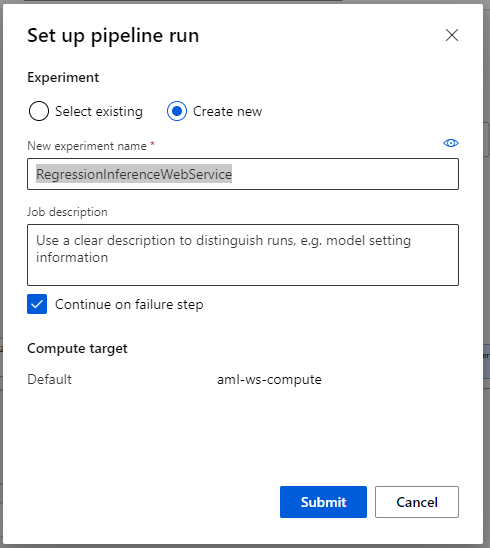 Set up pipeline run
Experiment
Select existing
Create new
New experiment name *
RegressionInferenceWebService
Job description
Use a clear description to distinguish runs, e.g. model setting
information
Continue on failure step
Compute target
Default aml-ws-compute
Submit Cancel